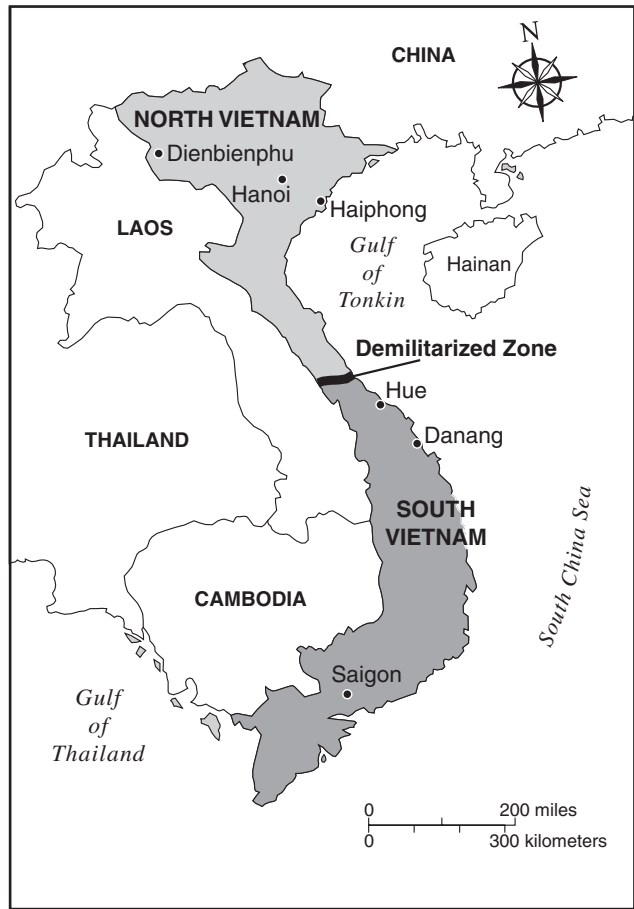 N
CHINA
NORTH VIETNAM
Dienbienphu
Hanoi
Haiphong
LAOS
Gulf
of
Tonkin
Hainan
Demilitarized Zone
Hue
THAILAND
Danang
SOUTH
VIETNAM
South China Sea
CAMBODIA
Saigon
Gulf
of
Thailand
0 200 miles
0 300 kilometers